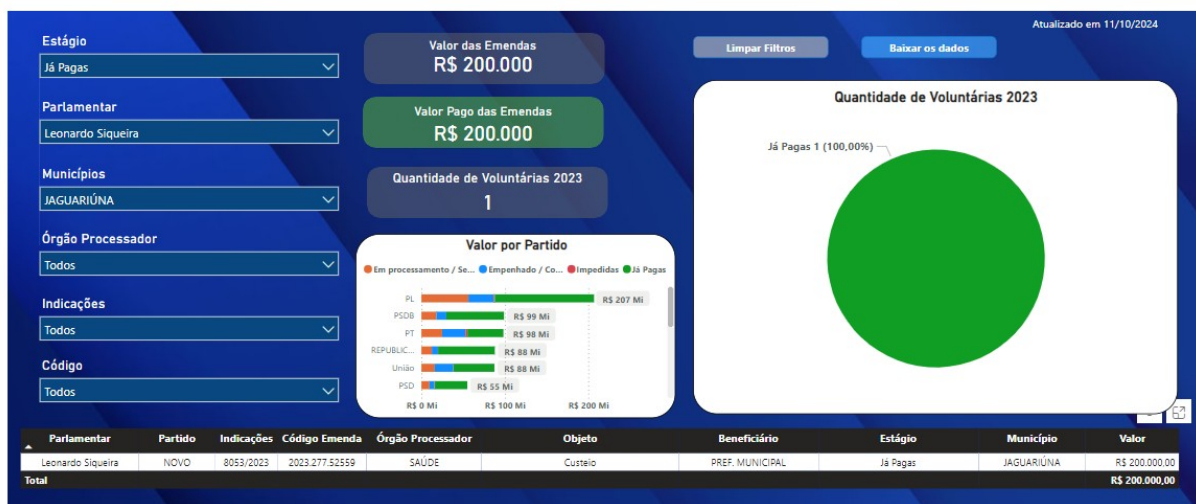 Atualizado em 11/10/2024
Estágio
Já Pagas
Parlamentar
Leonardo Siqueira
Municípios
JAGUARIÚNA
Órgão Processador
Todos
Indicações
Todos
Código
Todos
Valor das Emendas
R$ 200.000
Valor Pago das Emendas
R$ 200.000
Quantidade de Voluntárias 2023
1
Limpar Filtros
Baixar os dados
Valor por Partido
Em processamento / Se... Empenhado / Co... Impedidas Já Pagas
PL R$ 207 Mi
PSDB R$ 99 Mi
PT R$ 98 Mi
REPUBLIC... R$ 88 Mi
União R$ 88 Mi
PSD R$ 55 Mi
R$ 0 Mi R$ 100 Mi R$ 200 Mi
Quantidade de Voluntárias 2023
Já Pagas 1 (100,00%)
Parlamentar Partido Indicações Código Emenda Órgão Processador Objeto Beneficiário Estágio Município Valor
Leonardo Siqueira NOVO 8053/2023 2023.277.52559 SAÚDE Custeio PREF. MUNICIPAL Já Pagas JAGUARIÚNA R$ 200.000,00
Total R$ 200.000,00